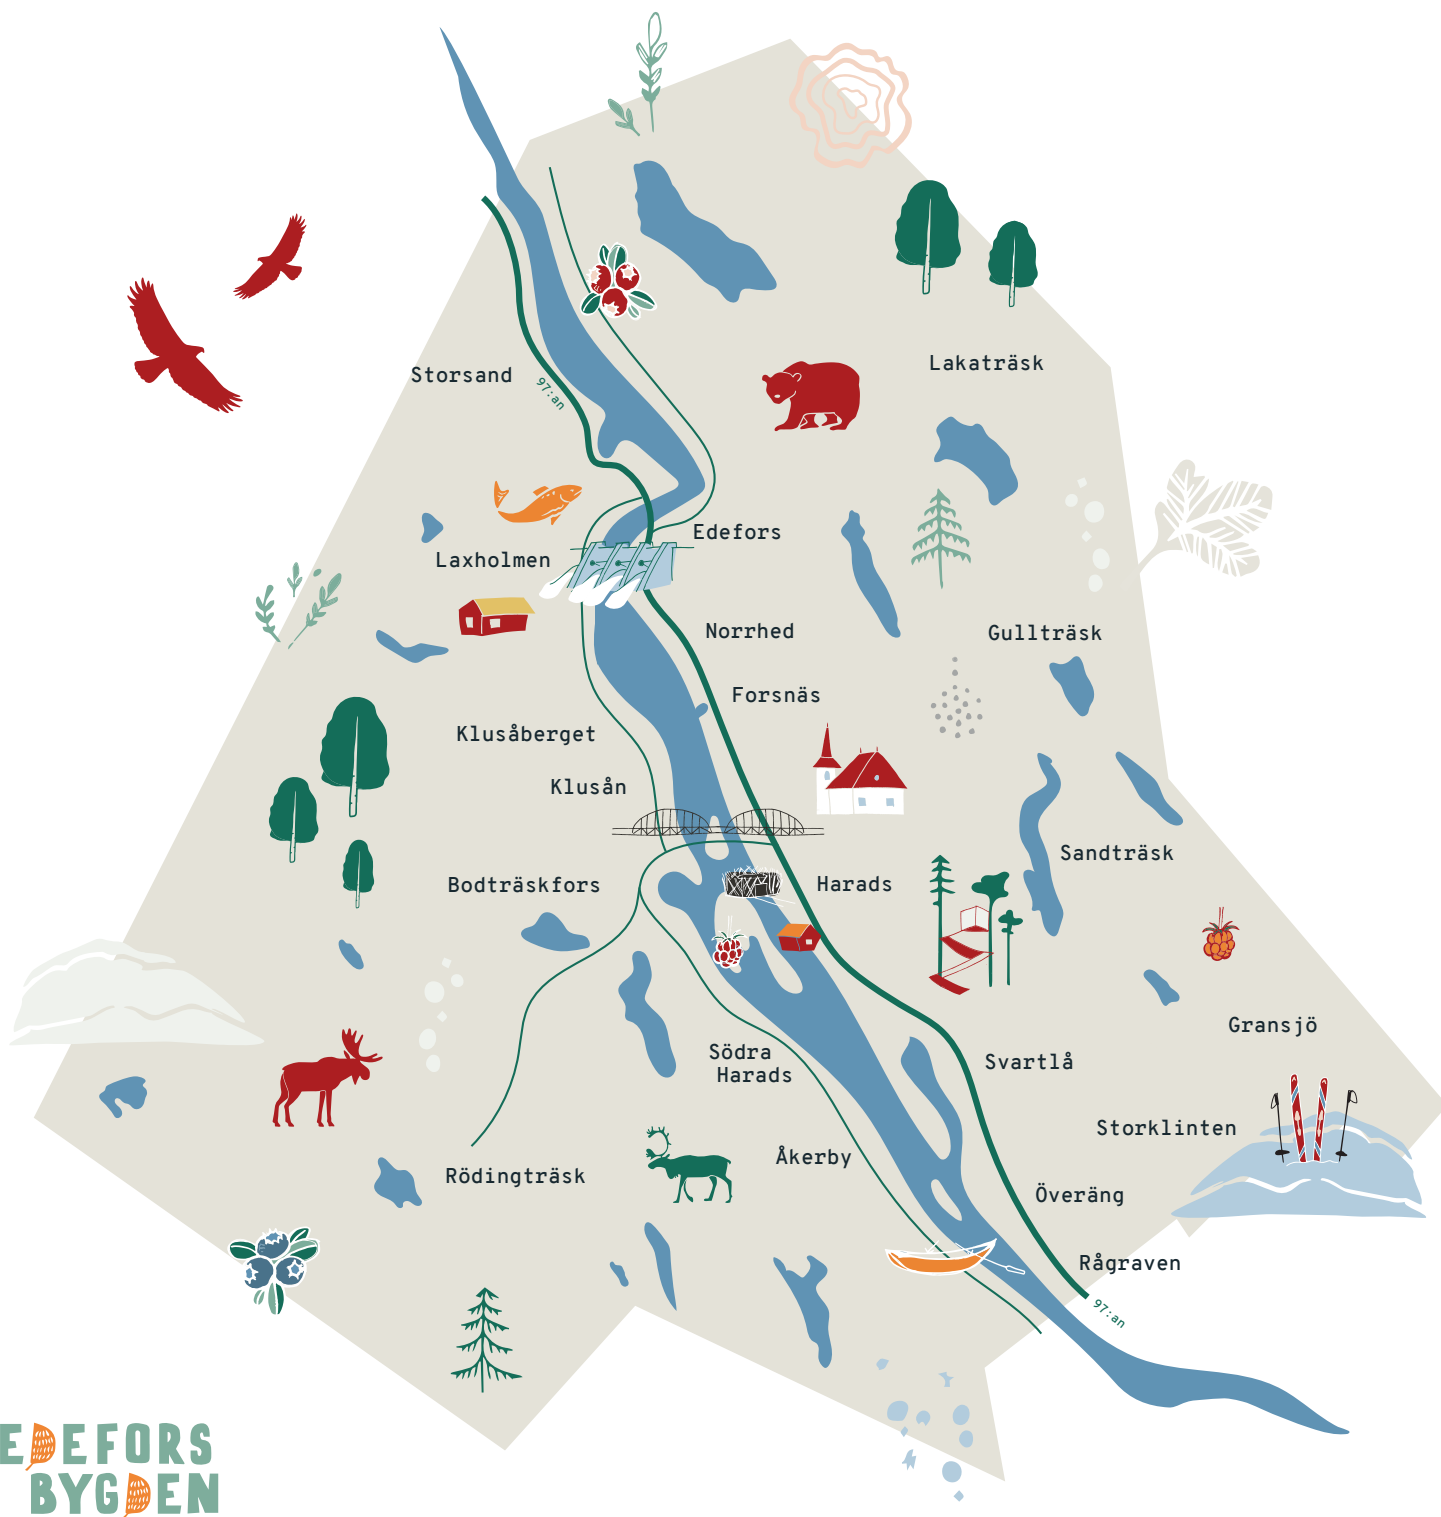 Lakaträsk
Storsand
97:an
Edefors
Laxholmen
Norrhed
Gullträsk
Forsnäs
Klusåberget
Klusån
Sandträsk
Bodträskfors
Harads
Gransjö
Södra
Harads
Svartlå
Storklinten
Åkerby
Rödingträsk
Överäng
Rågraven
97:an
EDEFORS
BYGDEN